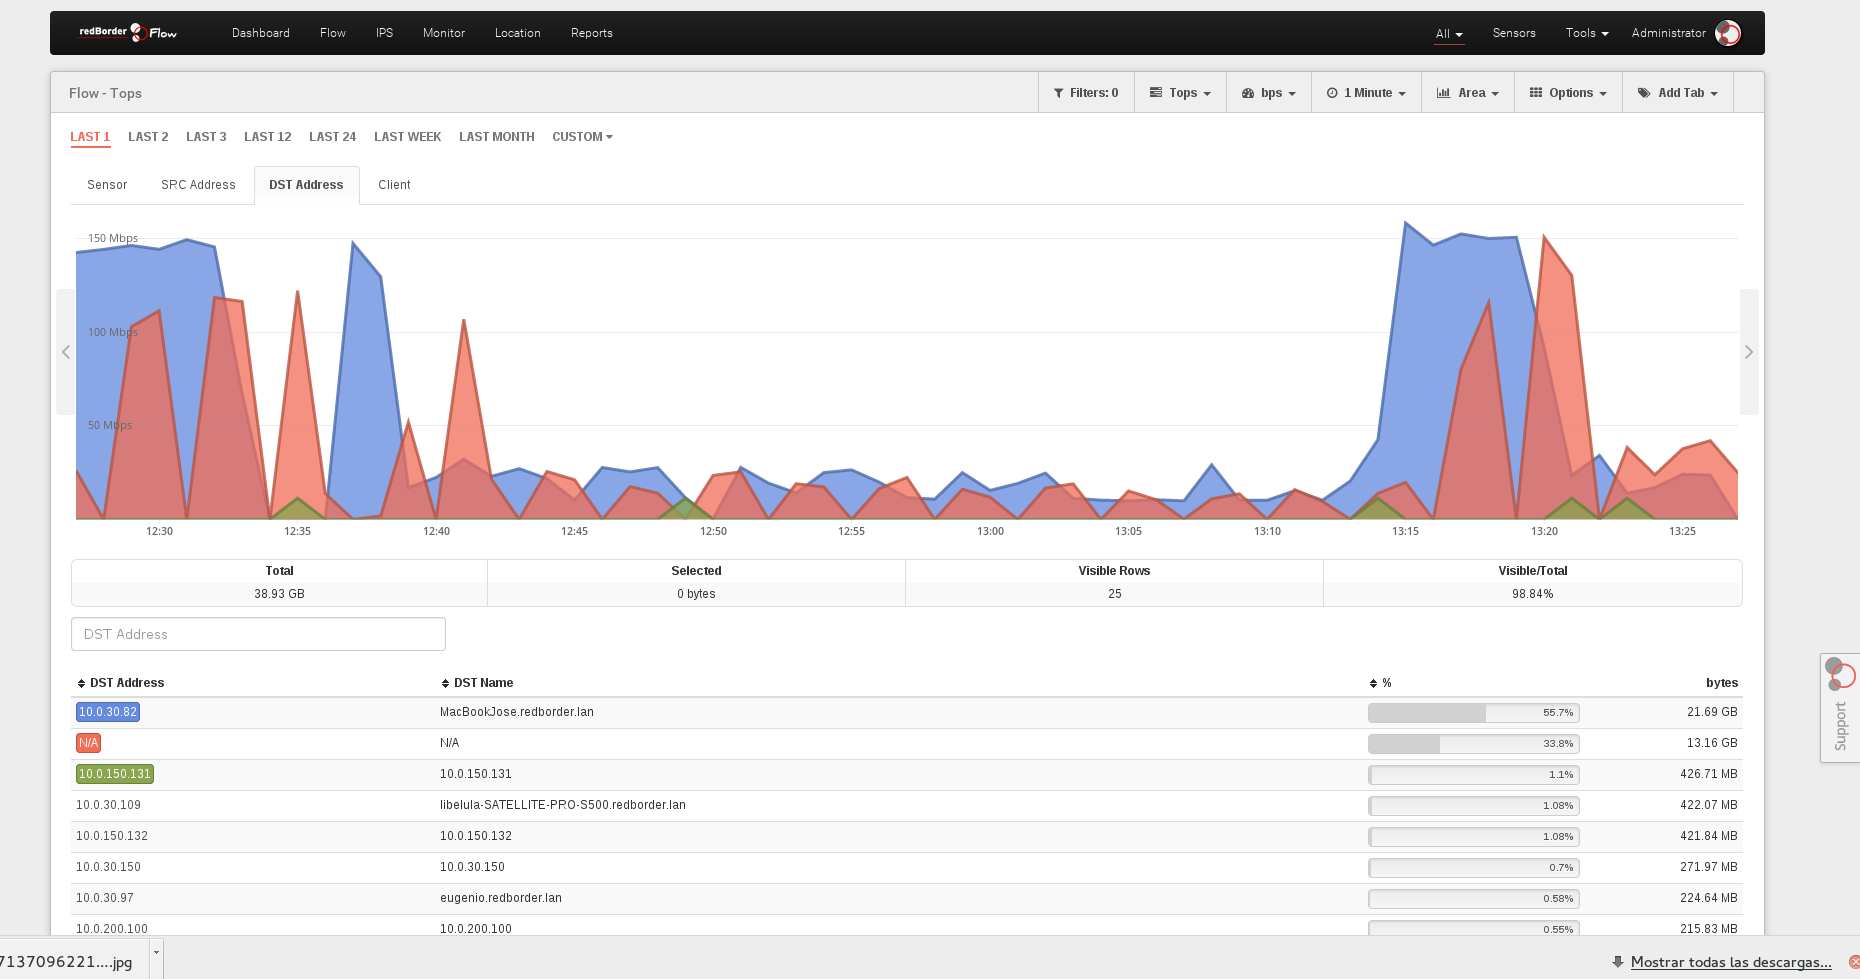 redBorder Flow Dashboard Flow IPS Monitor Location Reports All Sensors Tools Administrator
Flow - Tops Filters: 0 Tops bps 1 Minute Area Options Add Tab
LAST 1 LAST 2 LAST 3 LAST 12 LAST 24 LAST WEEK LAST MONTH CUSTOM
Sensor SRC Address DST Address Client
150 Mbps
100 Mbps
50 Mbps
12:30 12:35 12:40 12:45 12:50 12:55 13:00 13:05 13:10 13:15 13:20 13:25
Total Selected Visible Rows Visible/Total
38.93 GB 0 bytes 25 98.84%
DST Address
DST Address DST Name % bytes
10.0.30.82 MacBookJose.redborder.lan 55.7% 21.69 GB
N/A N/A 33.8% 13.16 GB
10.0.150.131 10.0.150.131 1.1% 426.71 MB
10.0.30.109 libelula-SATELLITE-PRO-S500.redborder.lan 1.08% 422.07 MB
10.0.150.132 10.0.150.132 1.08% 421.84 MB
10.0.30.150 10.0.30.150 0.7% 271.97 MB
10.0.30.97 eugenio.redborder.lan 0.58% 224.64 MB
10.0.200.100 10.0.200.100 0.55% 215.83 MB
Support
7137096221....jpg Mostrar todas las descargas...